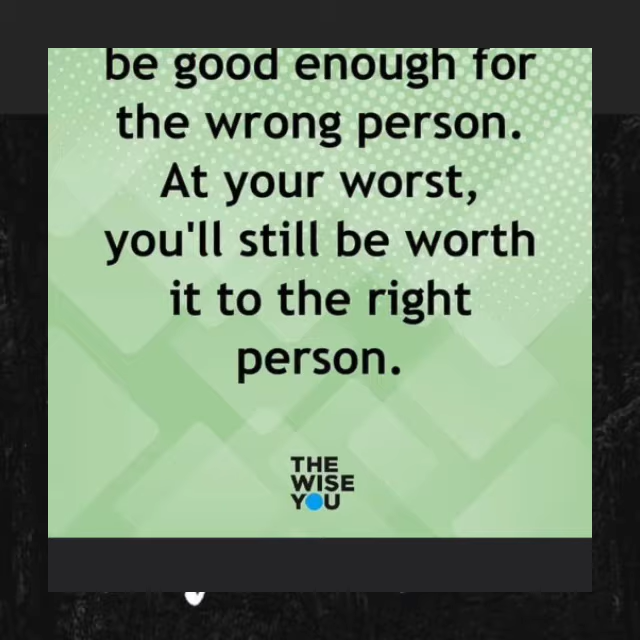 be good enough for
the wrong person.
At your worst,
you'll still be worth
it to the right
person.
THE
WISE
YOU